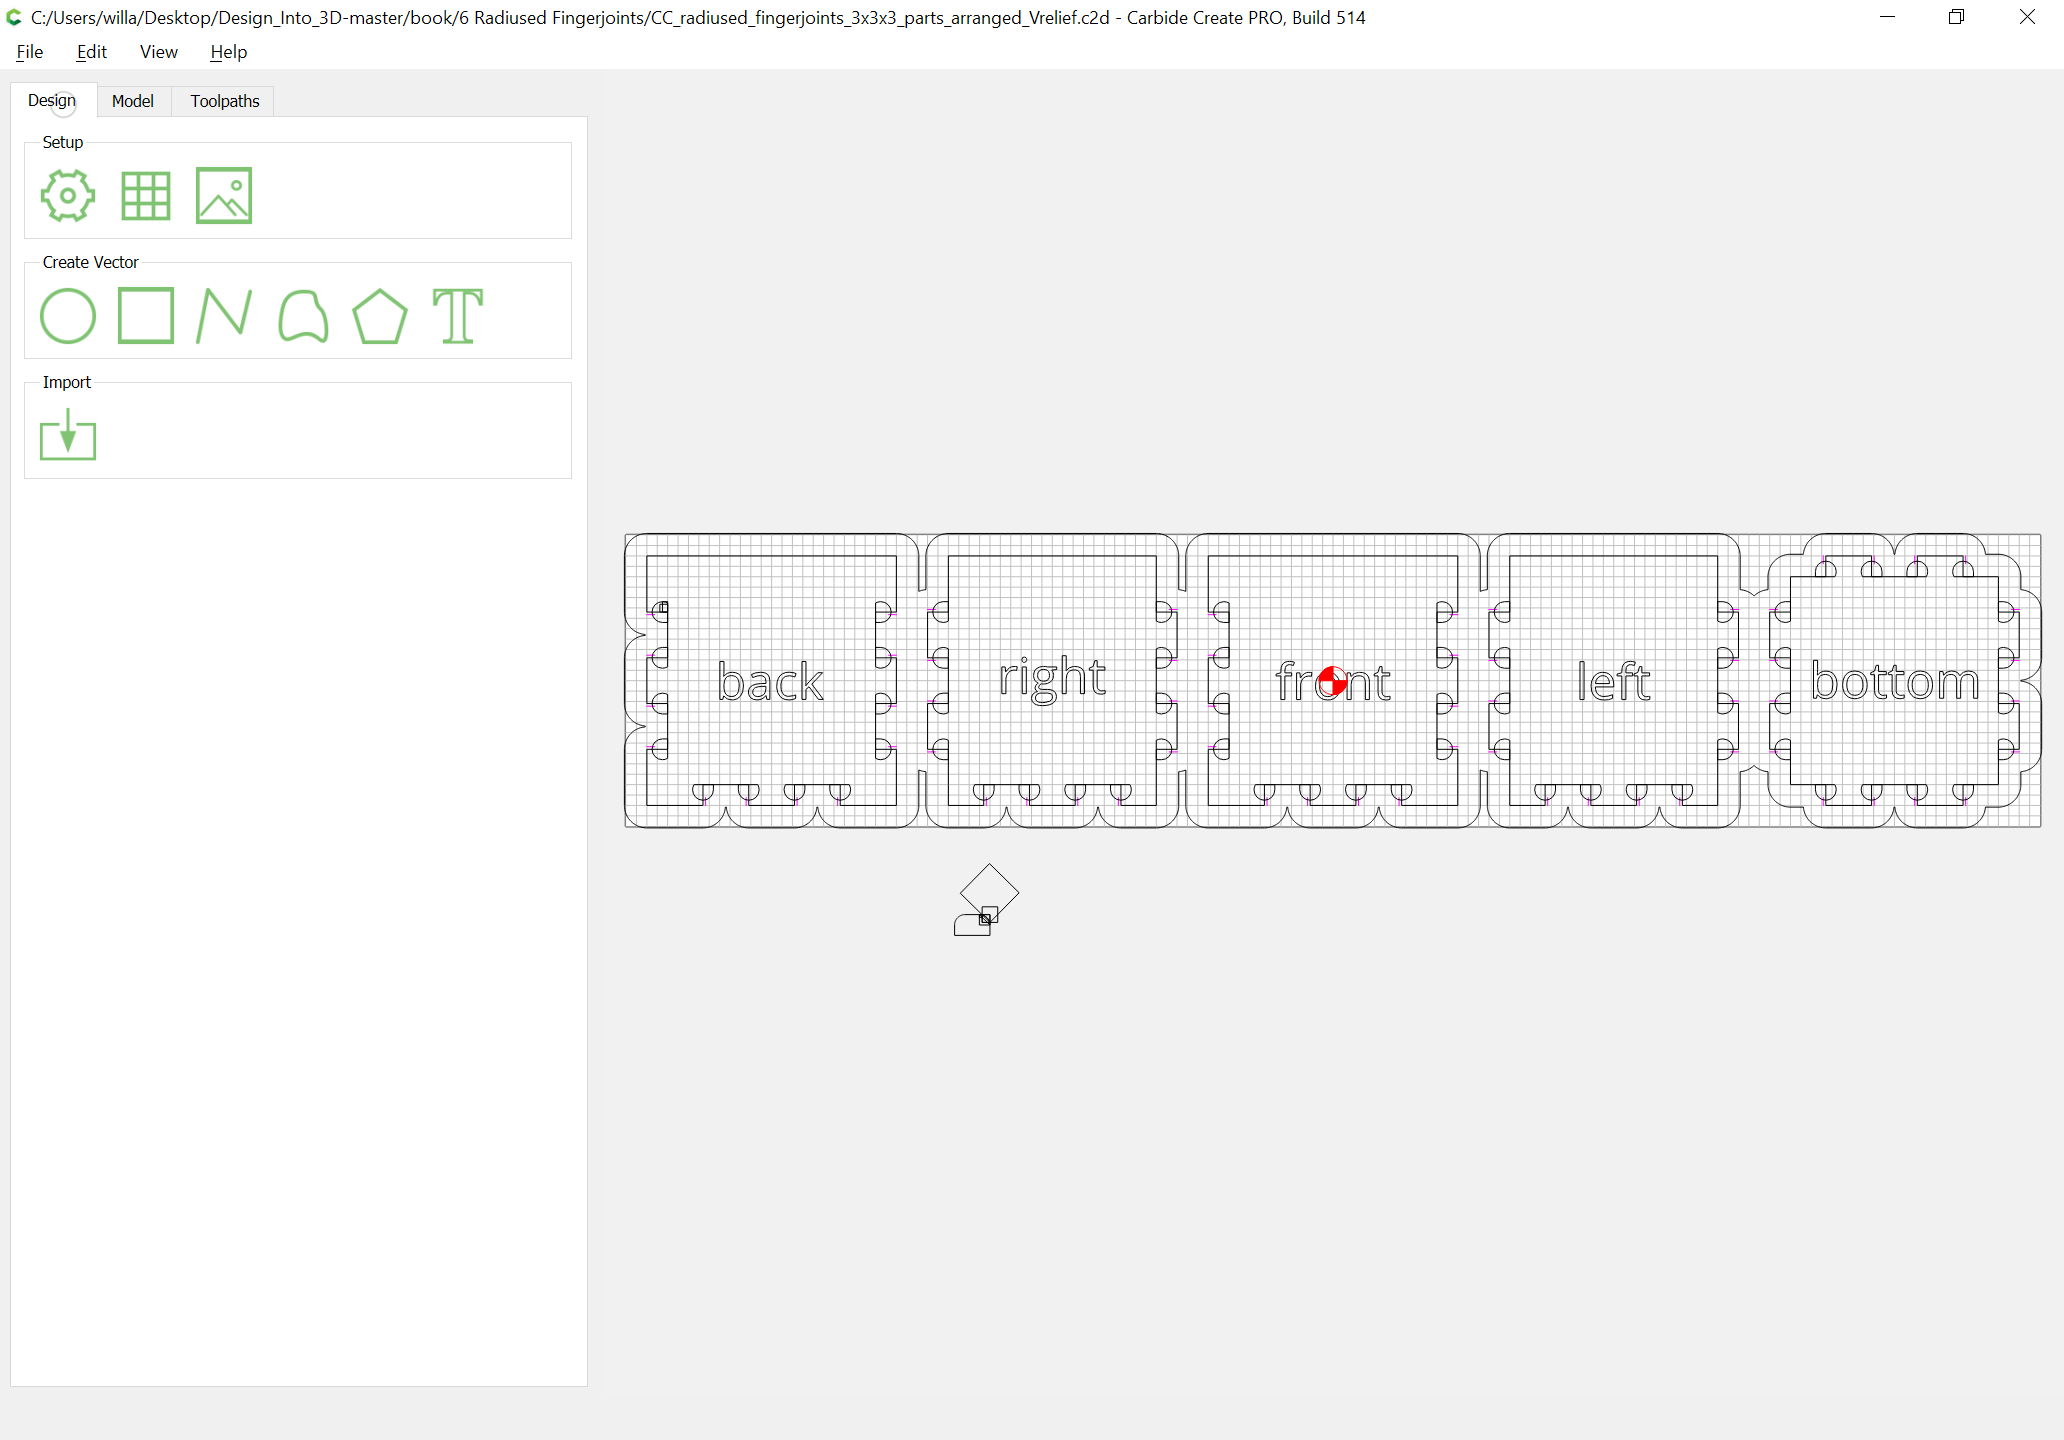 C:/Users/willa/Desktop/Design_Into_3D-master/book/6 Radiused Fingerjoints/CC_radiused_fingerjoints_3x3x3_parts_arranged_Vrelief.c2d - Carbide Create PRO, Build 514
File Edit View Help
Design Model Toolpaths
Setup
Create Vector
Import
back right front left bottom